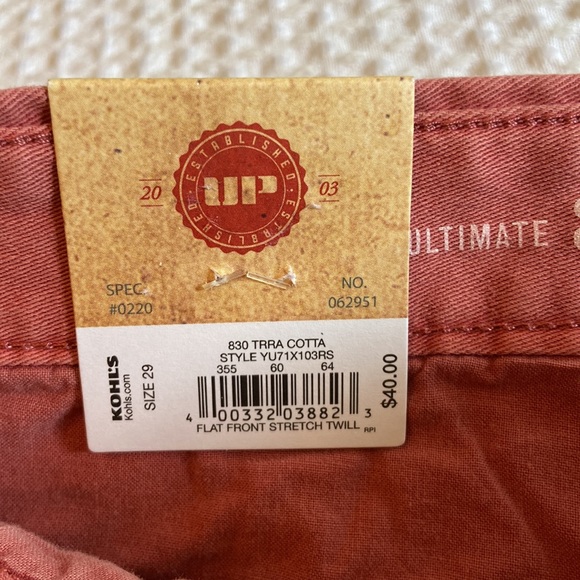 ESTABLISHED
20 UP 03
ESTABLISHED
SPEC. NO.
#0220 062951
ULTIMATE
830 TRRA COTTA
STYLE YU71X103RS
355 60 64
4 00332 03882 3
FLAT FRONT STRETCH TWILL RPI
KOHL'S
Kohls.com
SIZE 29
$40.00